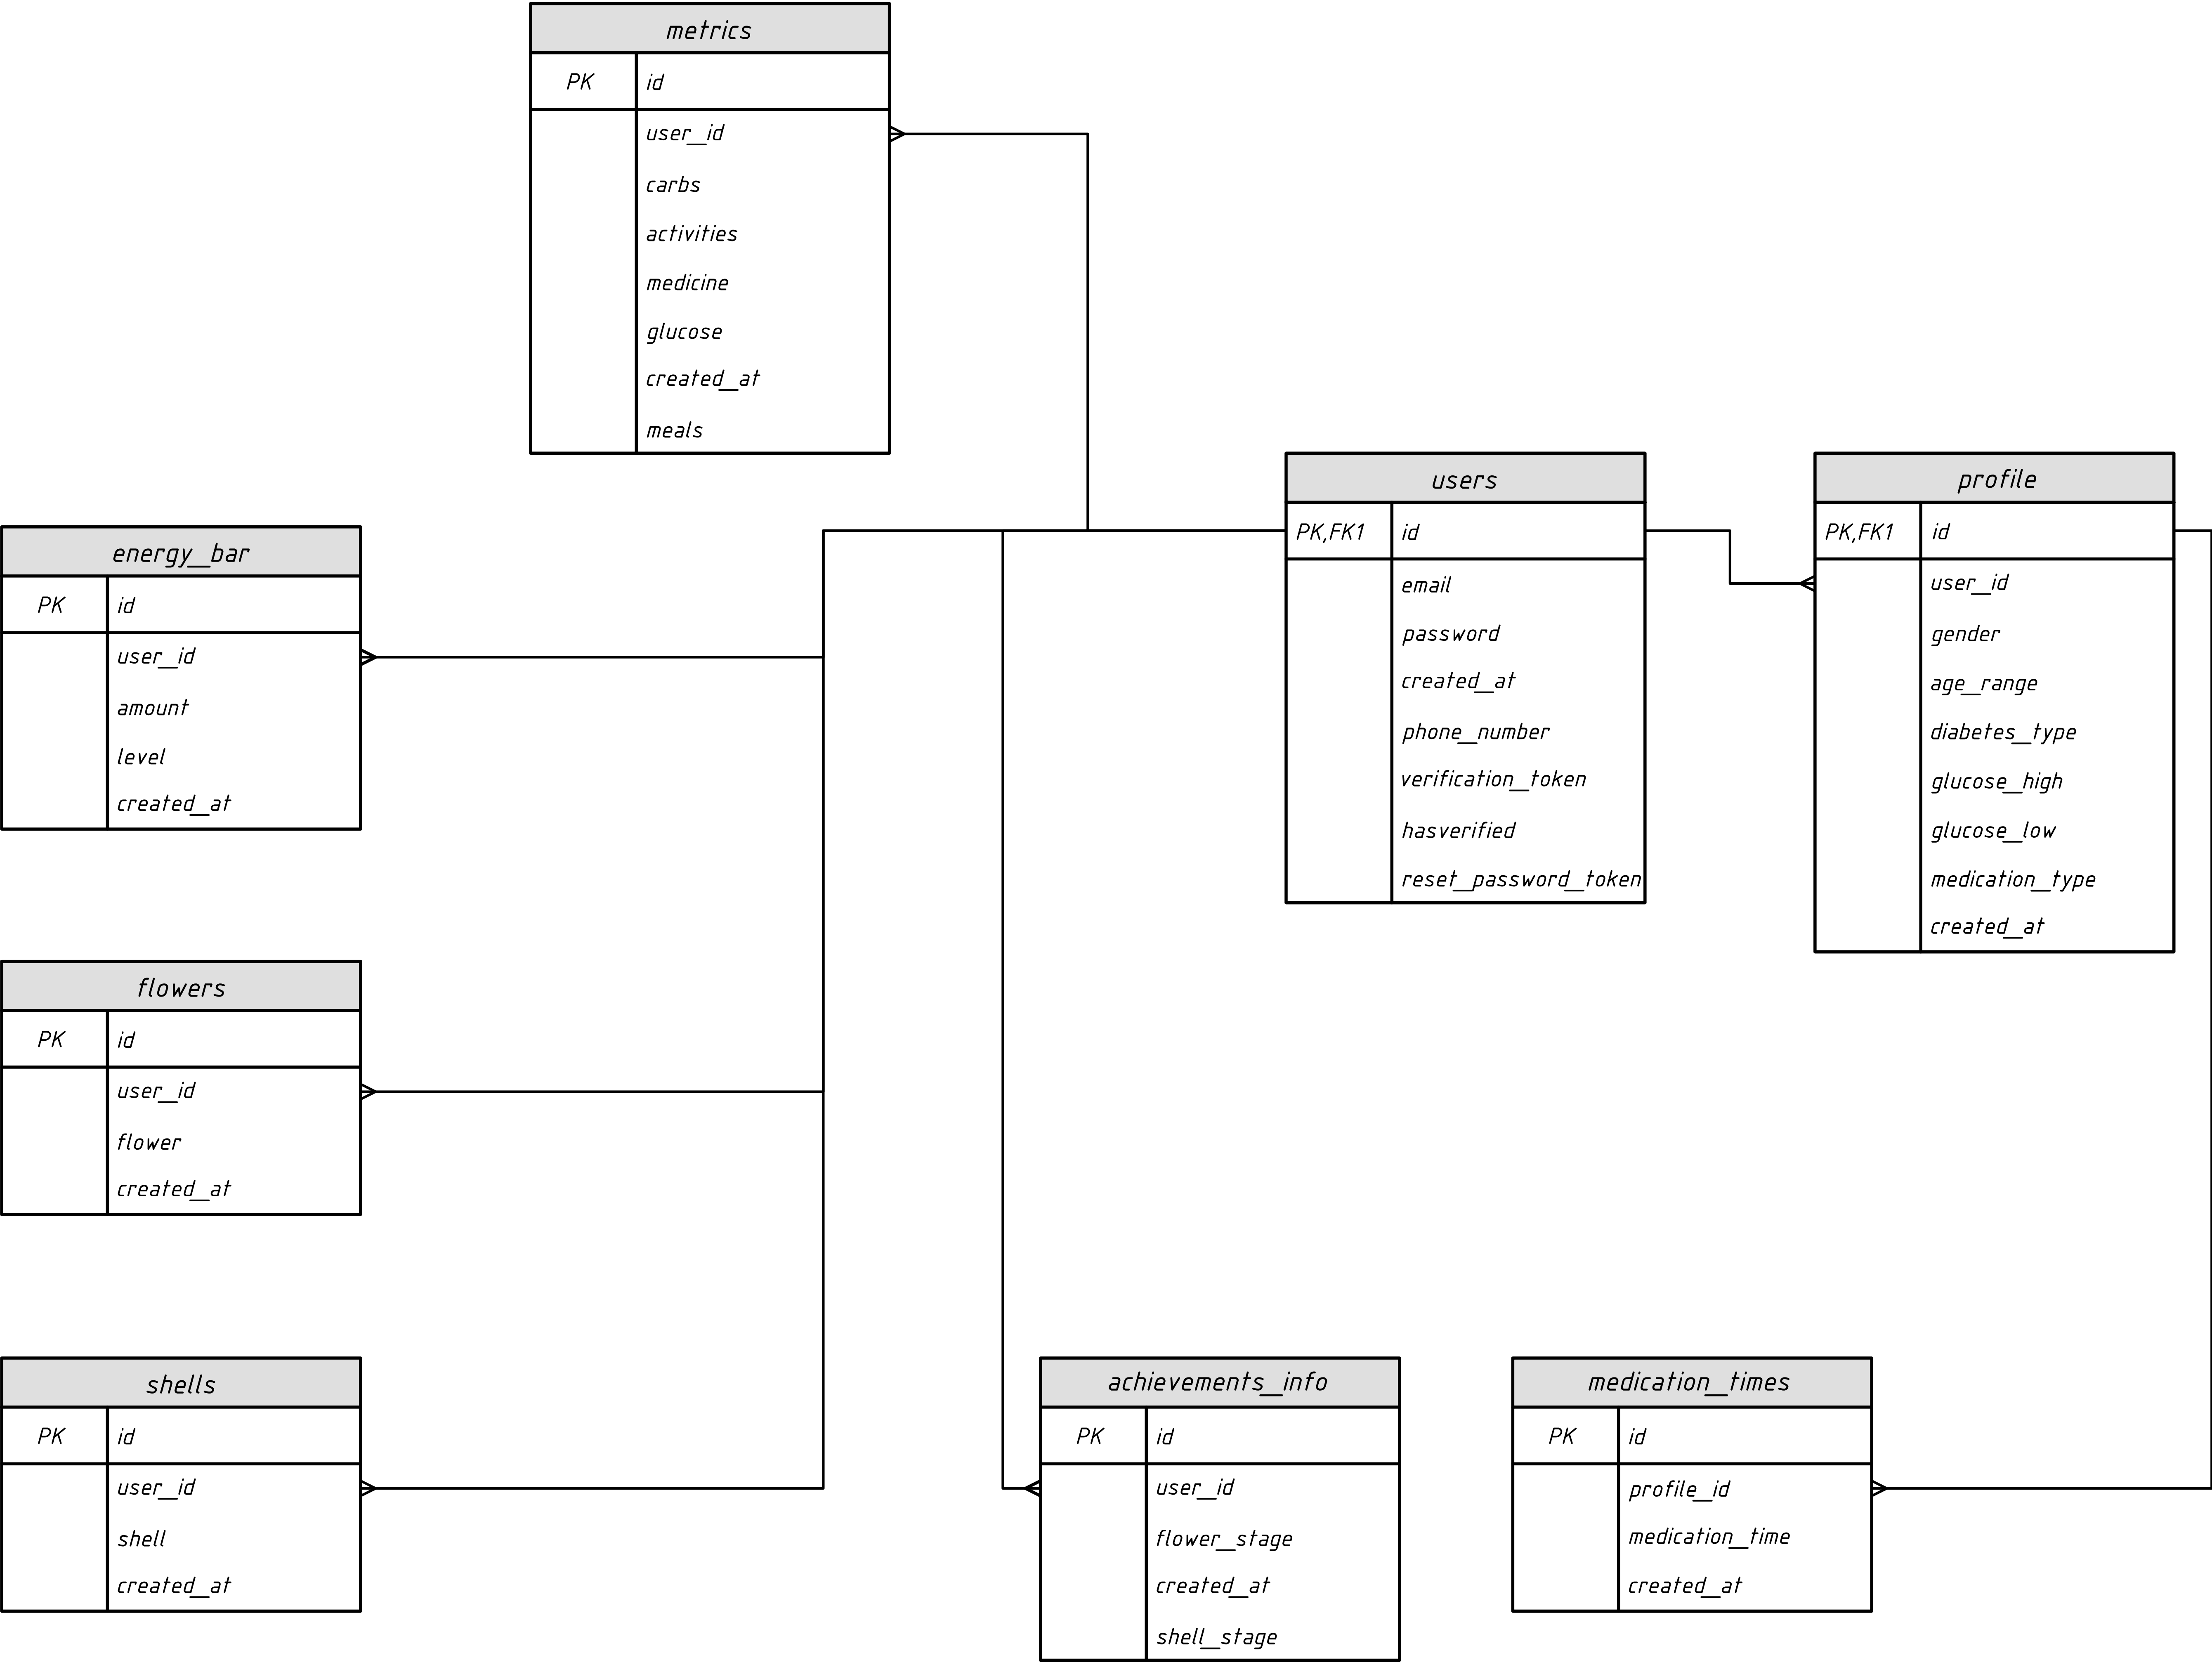 metrics
PK id
user_id
carbs
activities
medicine
glucose
created_at
meals
users
PK,FK1 id
email
password
created_at
phone_number
verification_token
hasverified
reset_password_token
profile
PK,FK1 id
user_id
gender
age_range
diabetes_type
glucose_high
glucose_low
medication_type
created_at
energy_bar
PK id
user_id
amount
level
created_at
flowers
PK id
user_id
flower
created_at
shells
PK id
user_id
shell
created_at
achievements_info
PK id
user_id
flower_stage
created_at
shell_stage
medication_times
PK id
profile_id
medication_time
created_at